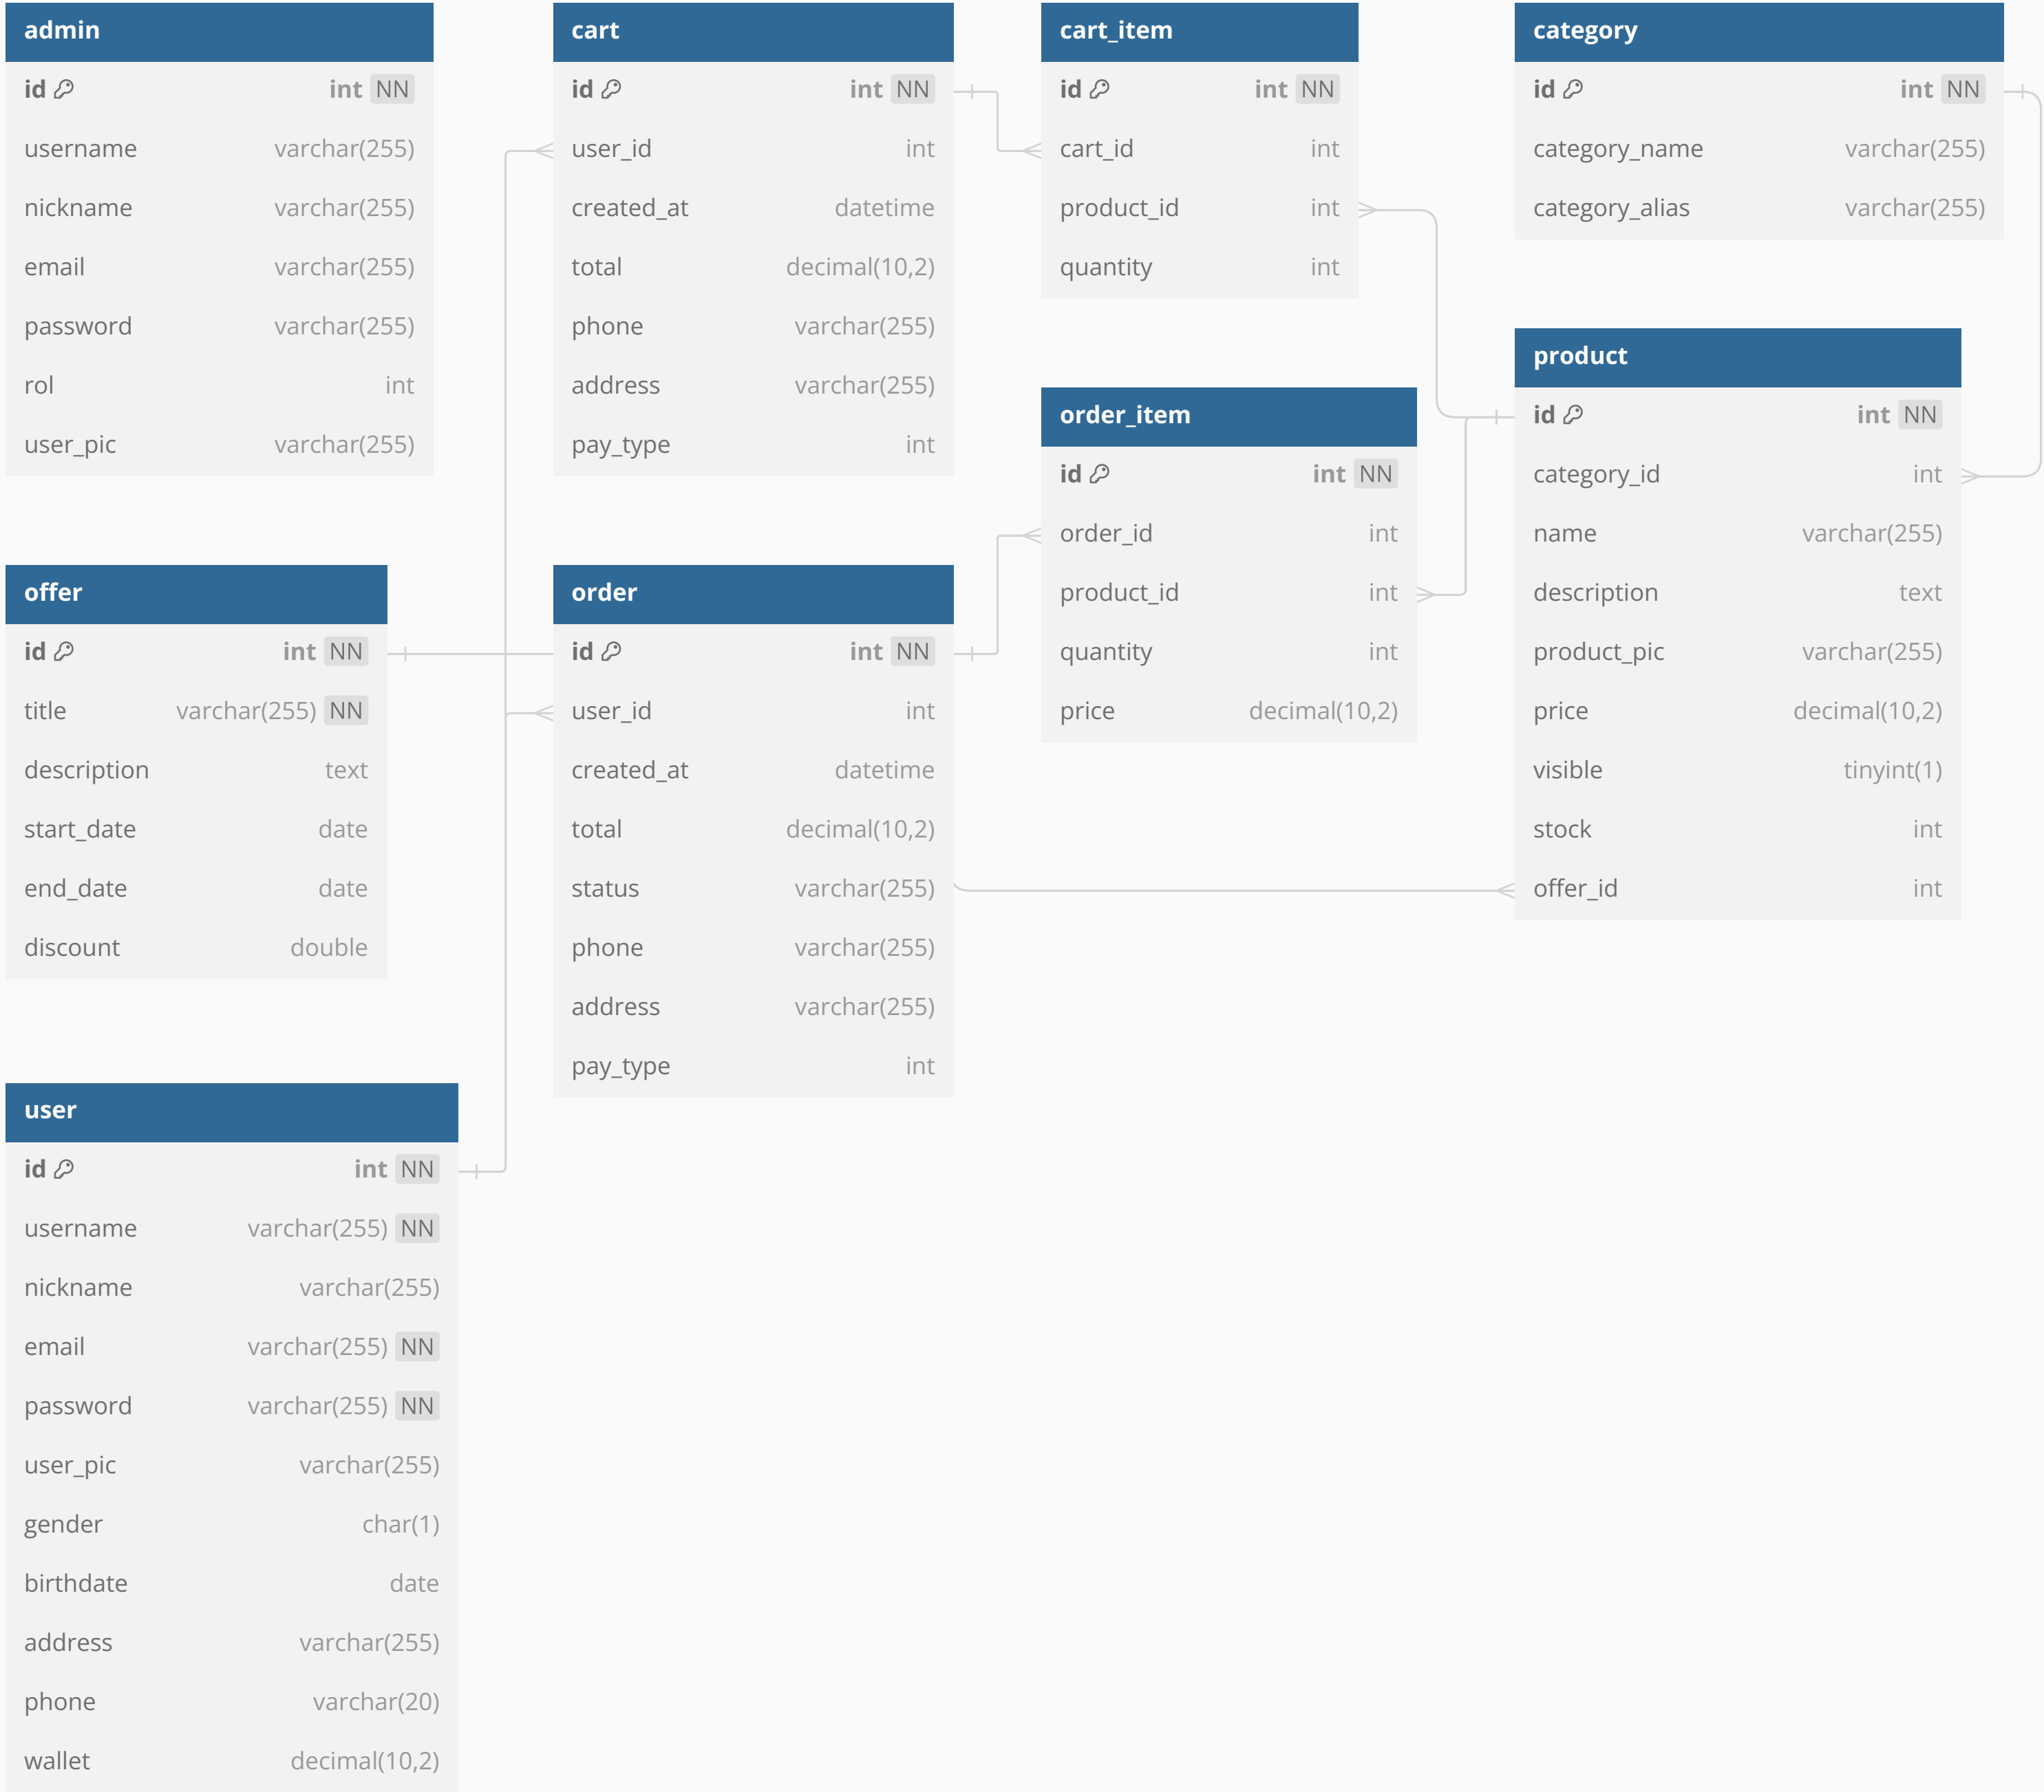 admin
id int NN
username varchar(255)
nickname varchar(255)
email varchar(255)
password varchar(255)
rol int
user_pic varchar(255)
cart
id int NN
user_id int
created_at datetime
total decimal(10,2)
phone varchar(255)
address varchar(255)
pay_type int
cart_item
id int NN
cart_id int
product_id int
quantity int
category
id int NN
category_name varchar(255)
category_alias varchar(255)
product
id int NN
category_id int
name varchar(255)
description text
product_pic varchar(255)
price decimal(10,2)
visible tinyint(1)
stock int
offer_id int
order_item
id int NN
order_id int
product_id int
quantity int
price decimal(10,2)
offer
id int NN
title varchar(255) NN
description text
start_date date
end_date date
discount double
order
id int NN
user_id int
created_at datetime
total decimal(10,2)
status varchar(255)
phone varchar(255)
address varchar(255)
pay_type int
user
id int NN
username varchar(255) NN
nickname varchar(255)
email varchar(255) NN
password varchar(255) NN
user_pic varchar(255)
gender char(1)
birthdate date
address varchar(255)
phone varchar(20)
wallet decimal(10,2)